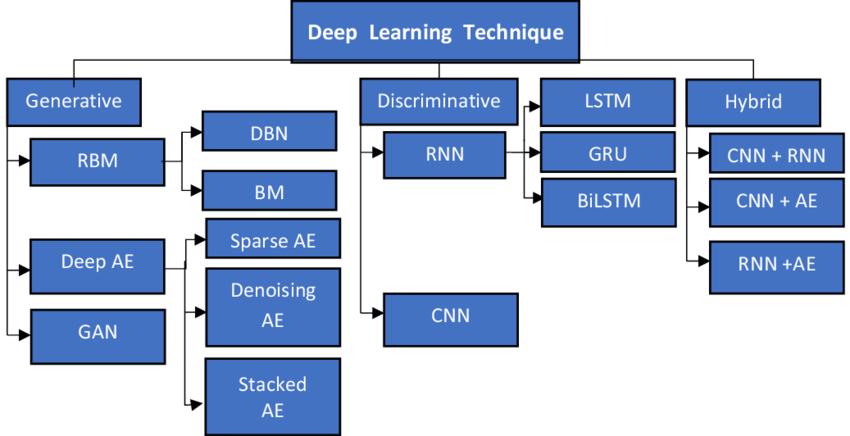 Deep Learning Technique
Generative
RBM
DBN
BM
Deep AE
Sparse AE
Denoising
AE
Stacked
AE
GAN
Discriminative
RNN
LSTM
GRU
BiLSTM
CNN
Hybrid
CNN + RNN
CNN + AE
RNN +AE